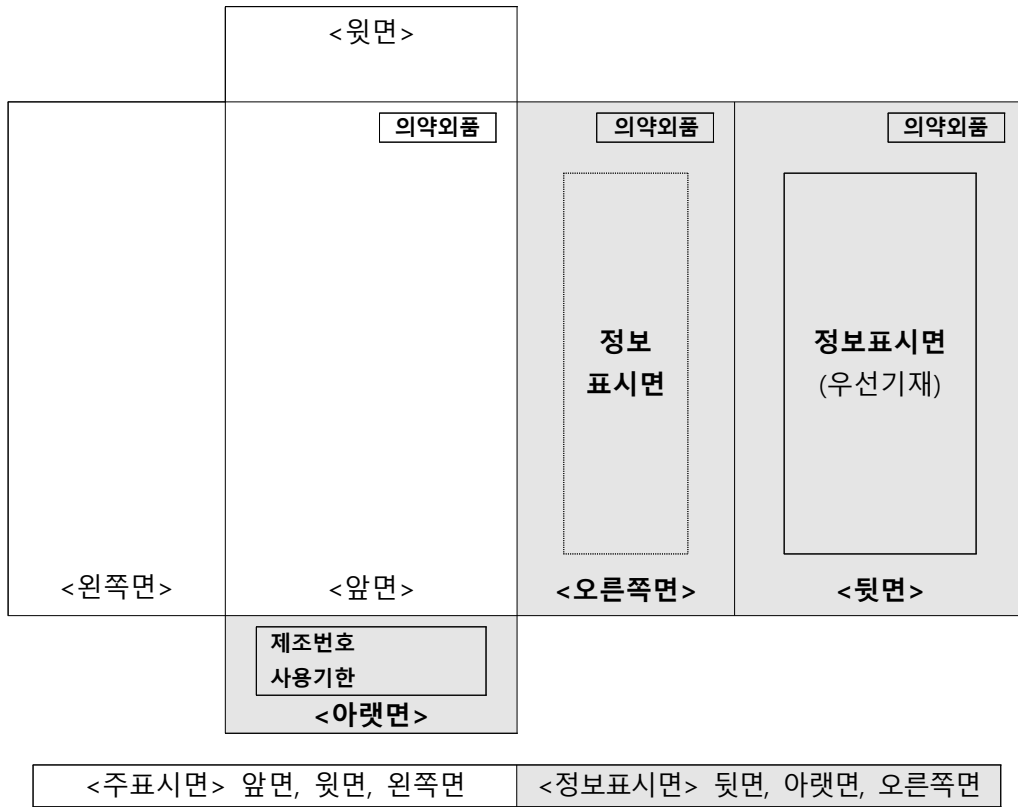 <윗면>
의약외품
의약외품
의약외품
정보
표시면
정보표시면
(우선기재)
<왼쪽면>
<앞면>
<오른쪽면>
<뒷면>
제조번호
사용기한
<아랫면>
<주표시면> 앞면, 윗면, 왼쪽면
<정보표시면> 뒷면, 아랫면, 오른쪽면